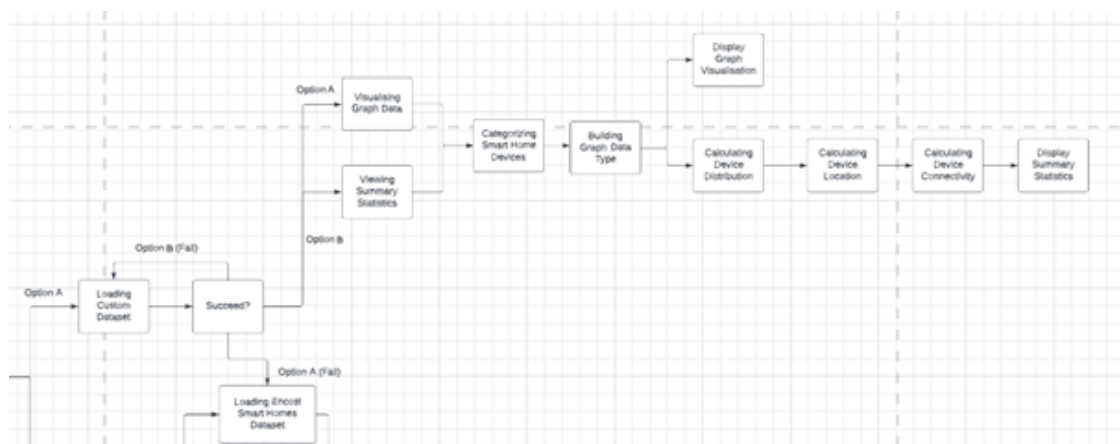 Display
Graph
Visualisation
Option A
Visualising
Graph Data
Categorizing
Smart Home
Devices
Building
Graph Data
Type
Calculating
Device
Distribution
Calculating
Device
Location
Calculating
Device
Connectivity
Display
Summary
Statistics
Viewing
Summary
Statistics
Option B
Option B (Fail)
Option A
Loading
Custom
Dataset
Succeed?
Option A (Fail)
Loading Encost
Smart Homes
Dataset